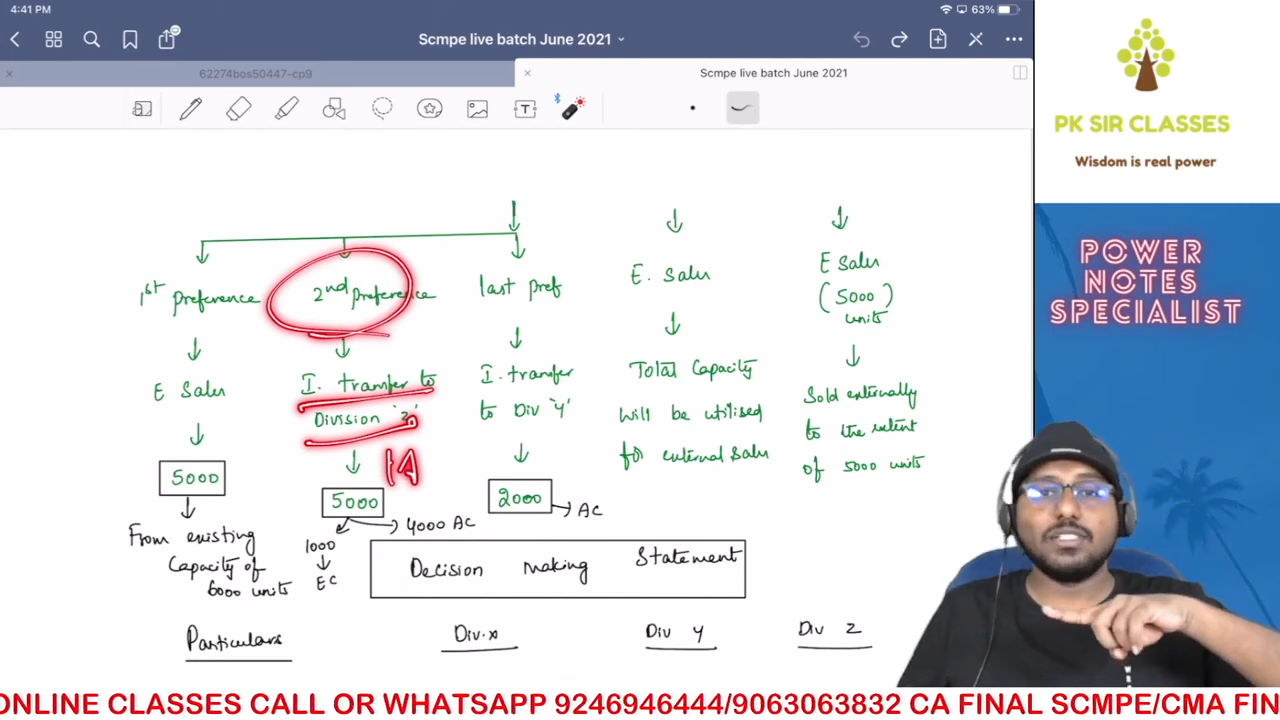 4:41 PM
63%
Scmpe live batch June 2021
62274bos50447-cp9
Scmpe live batch June 2021
PK SIR CLASSES
Wisdom is real power
POWER
NOTES
SPECIALIST
1st preference
2nd preference
last pref
E. Sales
E Sales
(5000)
units
E Sales
I. transfer to
Division 'Z'
I. transfer
to Div 'Y'
Total Capacity
will be utilised
for external Sales
Sold externally
to the extent
of 5000 units
5000
5000
2000
AC
4000 AC
1000
EC
From existing
Capacity of
6000 units
Decision making Statement
Particulars Div.X Div Y Div Z
ONLINE CLASSES CALL OR WHATSAPP 9246946444/9063063832 CA FINAL SCMPE/CMA FIN